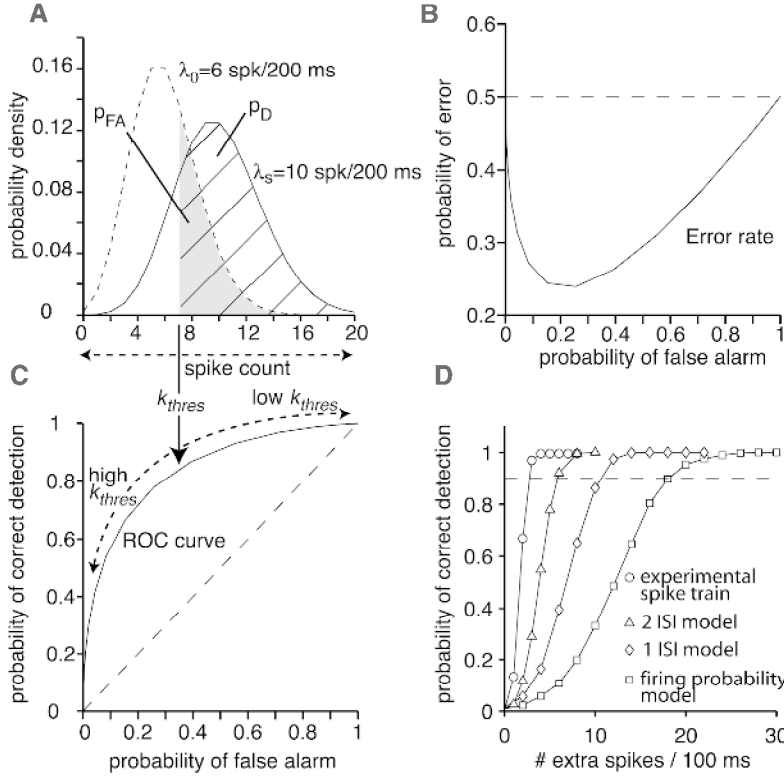 A
probability density
0.16
0.12
0.08
0.04
0
0 4 8 12 16 20
spike count
λ0=6 spk/200 ms
pFA
pD
λs=10 spk/200 ms
B
probability of error
0.6
0.5
0.4
0.3
0.2
0 0.2 0.4 0.6 0.8 1
probability of false alarm
Error rate
C
probability of correct detection
1
0.8
0.6
0.4
0.2
0
0 0.2 0.4 0.6 0.8 1
probability of false alarm
kthres
low kthres
high
kthres
ROC curve
D
probability of correct detection
1
0.8
0.6
0.4
0.2
0
0 10 20 30
# extra spikes / 100 ms
experimental
spike train
2 ISI model
1 ISI model
firing probability
model